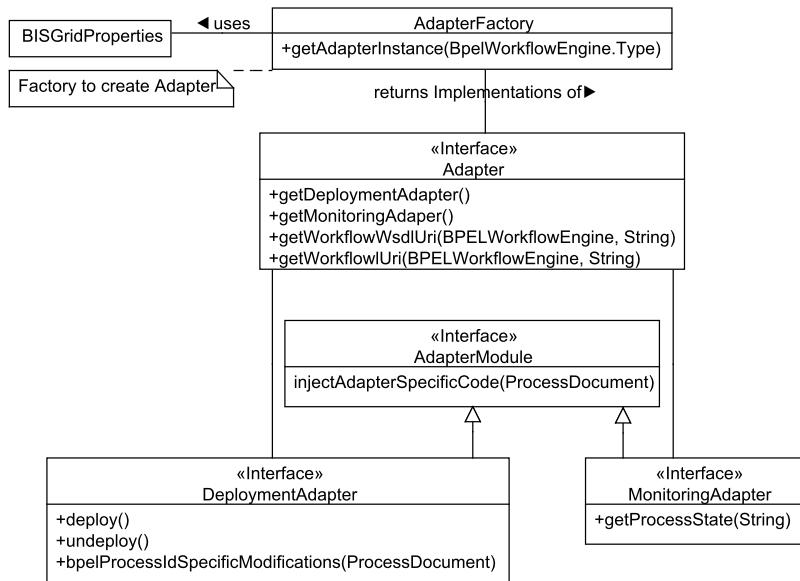 BISGridProperties
◀ uses
AdapterFactory
+getAdapterInstance(BpelWorkflowEngine.Type)
Factory to create Adapter
returns Implementations of▶
«Interface»
Adapter
+getDeploymentAdapter()
+getMonitoringAdaper()
+getWorkflowWsdlUri(BPELWorkflowEngine, String)
+getWorkflowlUri(BPELWorkflowEngine, String)
«Interface»
AdapterModule
injectAdapterSpecificCode(ProcessDocument)
«Interface»
DeploymentAdapter
+deploy()
+undeploy()
+bpelProcessIdSpecificModifications(ProcessDocument)
«Interface»
MonitoringAdapter
+getProcessState(String)